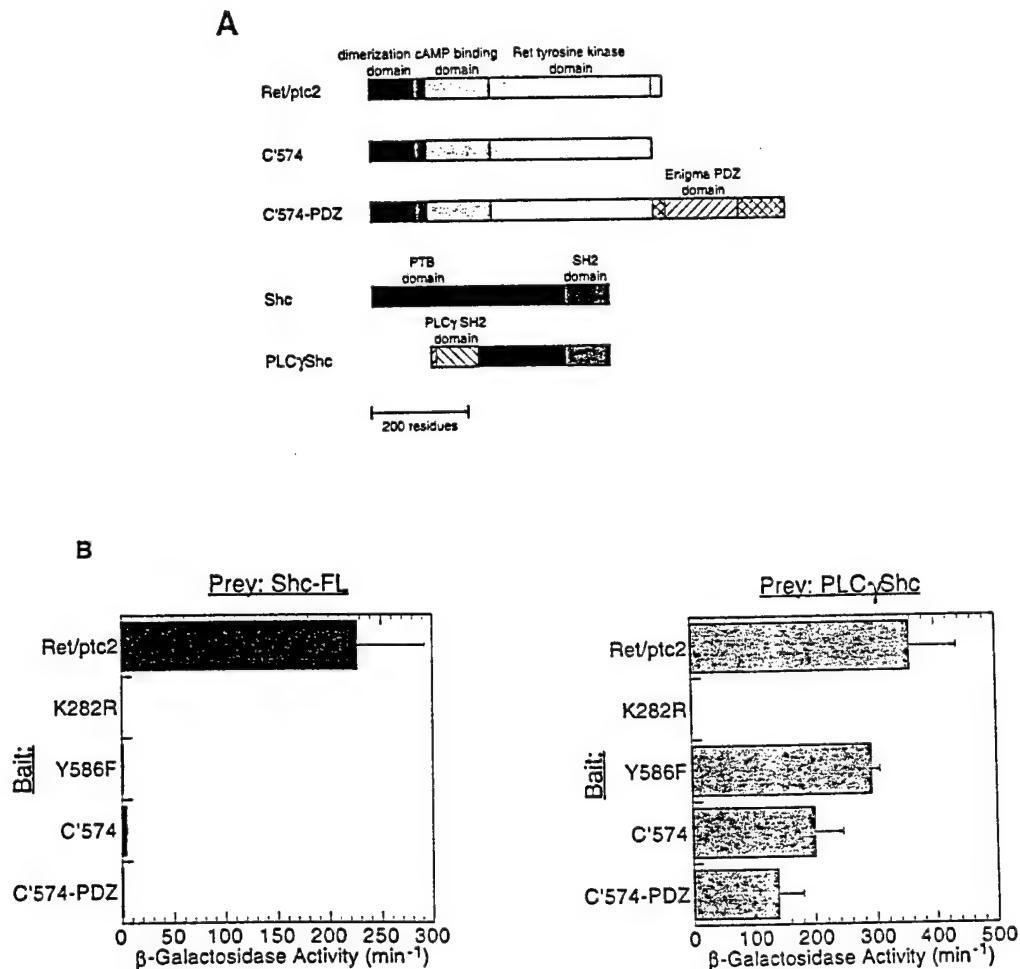 A
dimerization cAMP binding Ret tyrosine kinase
domain domain domain
Ret/ptc2
C'574
Enigma PDZ
domain
C'574-PDZ
PTB SH2
domain domain
Shc
PLCγ SH2
domain
PLCγShc
200 residues
B
Prey: Shc-FL
Bait:
Ret/ptc2
K282R
Y586F
C'574
C'574-PDZ
0 50 100 150 200 250 300
β-Galactosidase Activity (min-1)
Prey: PLC-γShc
Bait:
Ret/ptc2
K282R
Y586F
C'574
C'574-PDZ
0 100 200 300 400 500
β-Galactosidase Activity (min-1)